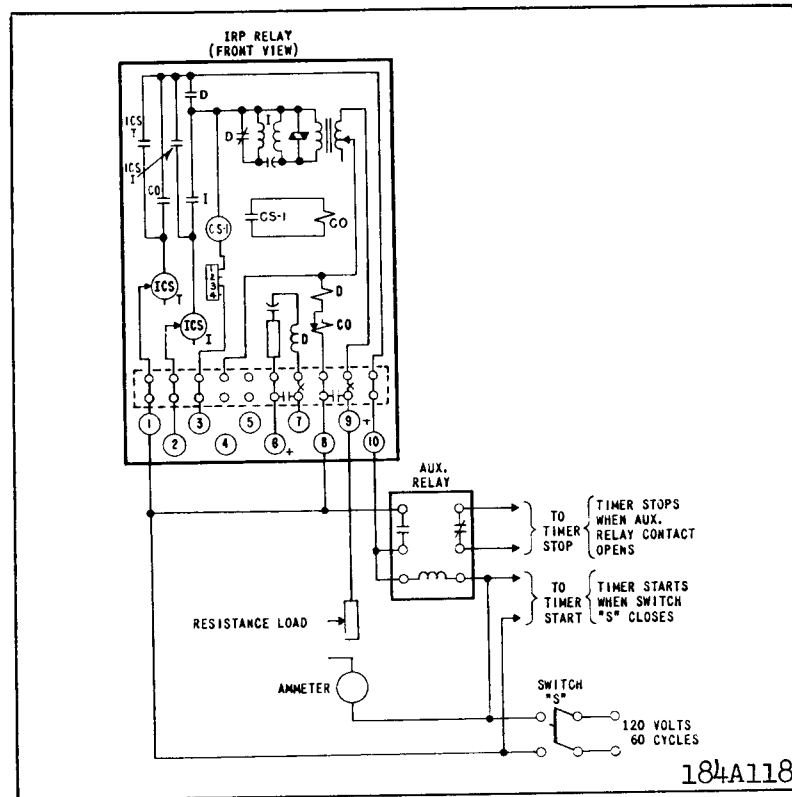 IRP RELAY
(FRONT VIEW)
D
ICS
T
I
D
ICS
I
CO
I
CS-1
CO
CS-1
1
2
3
4
ICS
T
D
ICS
I
CO
D
1
2
3
4
5
6
+
7
8
9
+
10
AUX.
RELAY
TO
TIMER
STOP
TIMER STOPS
WHEN AUX.
RELAY CONTACT
OPENS
TO
TIMER
START
TIMER STARTS
WHEN SWITCH
"S" CLOSES
RESISTANCE LOAD
AMMETER
SWITCH
"S"
120 VOLTS
60 CYCLES
184A118